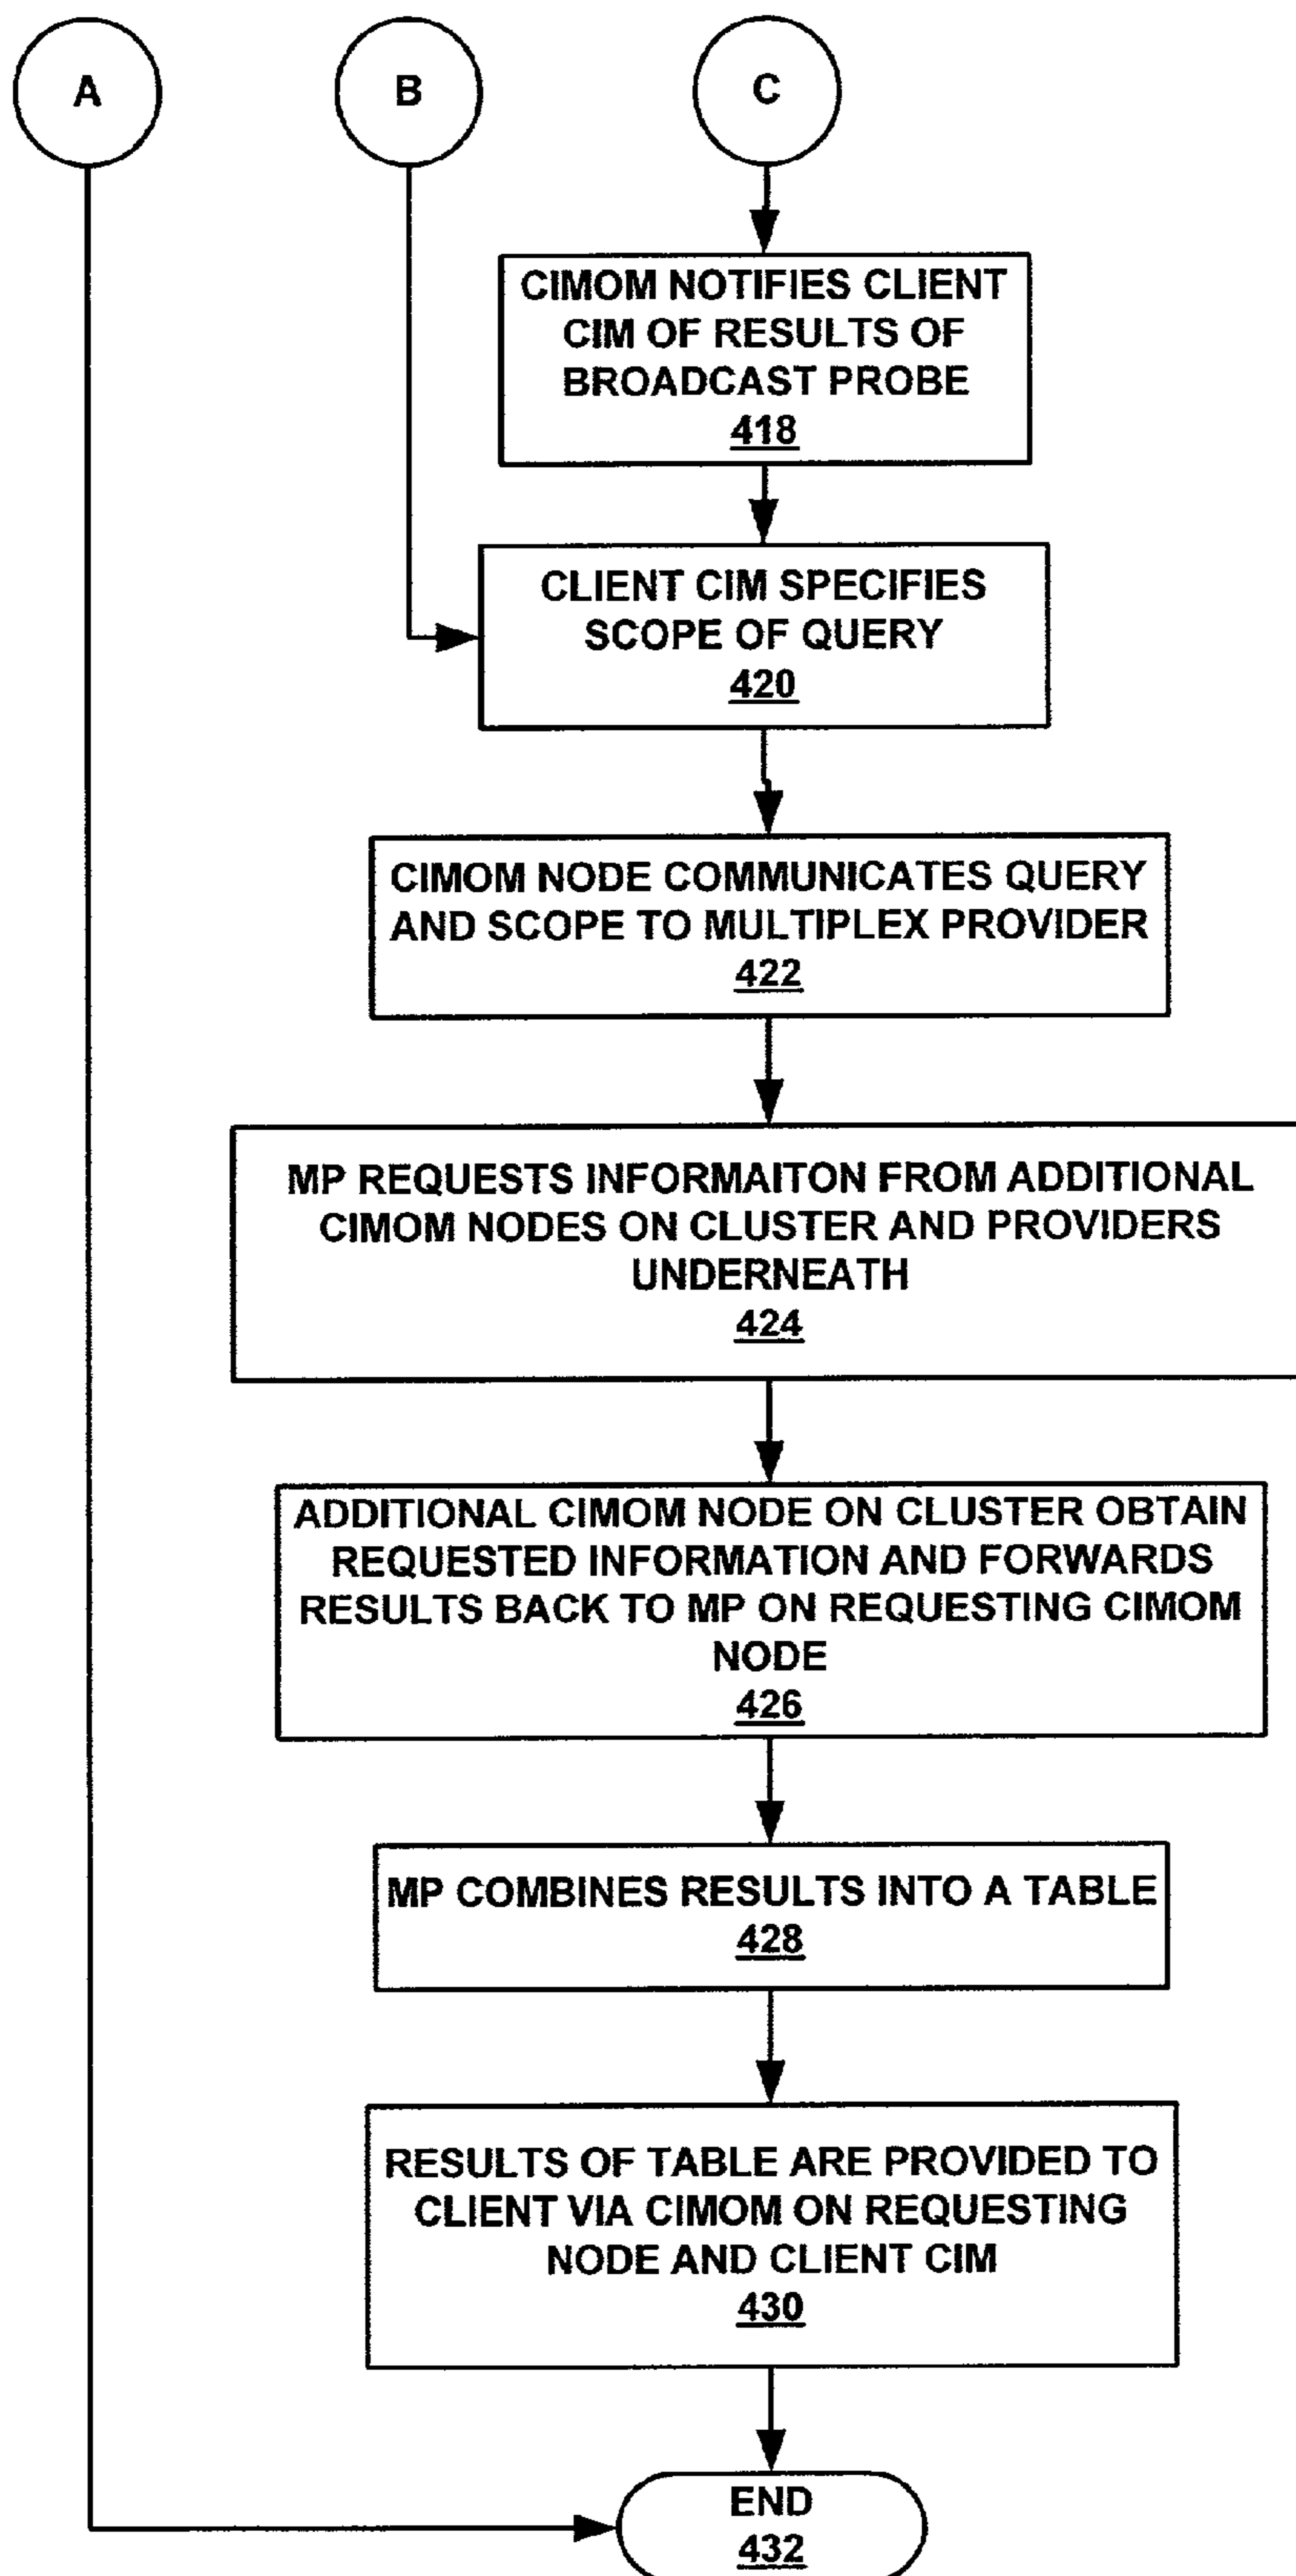 A
B
C
CIMOM NOTIFIES CLIENT
CIM OF RESULTS OF
BROADCAST PROBE
418
CLIENT CIM SPECIFIES
SCOPE OF QUERY
420
CIMOM NODE COMMUNICATES QUERY
AND SCOPE TO MULTIPLEX PROVIDER
422
MP REQUESTS INFORMAITON FROM ADDITIONAL
CIMOM NODES ON CLUSTER AND PROVIDERS
UNDERNEATH
424
ADDITIONAL CIMOM NODE ON CLUSTER OBTAIN
REQUESTED INFORMATION AND FORWARDS
RESULTS BACK TO MP ON REQUESTING CIMOM
NODE
426
MP COMBINES RESULTS INTO A TABLE
428
RESULTS OF TABLE ARE PROVIDED TO
CLIENT VIA CIMOM ON REQUESTING
NODE AND CLIENT CIM
430
END
432